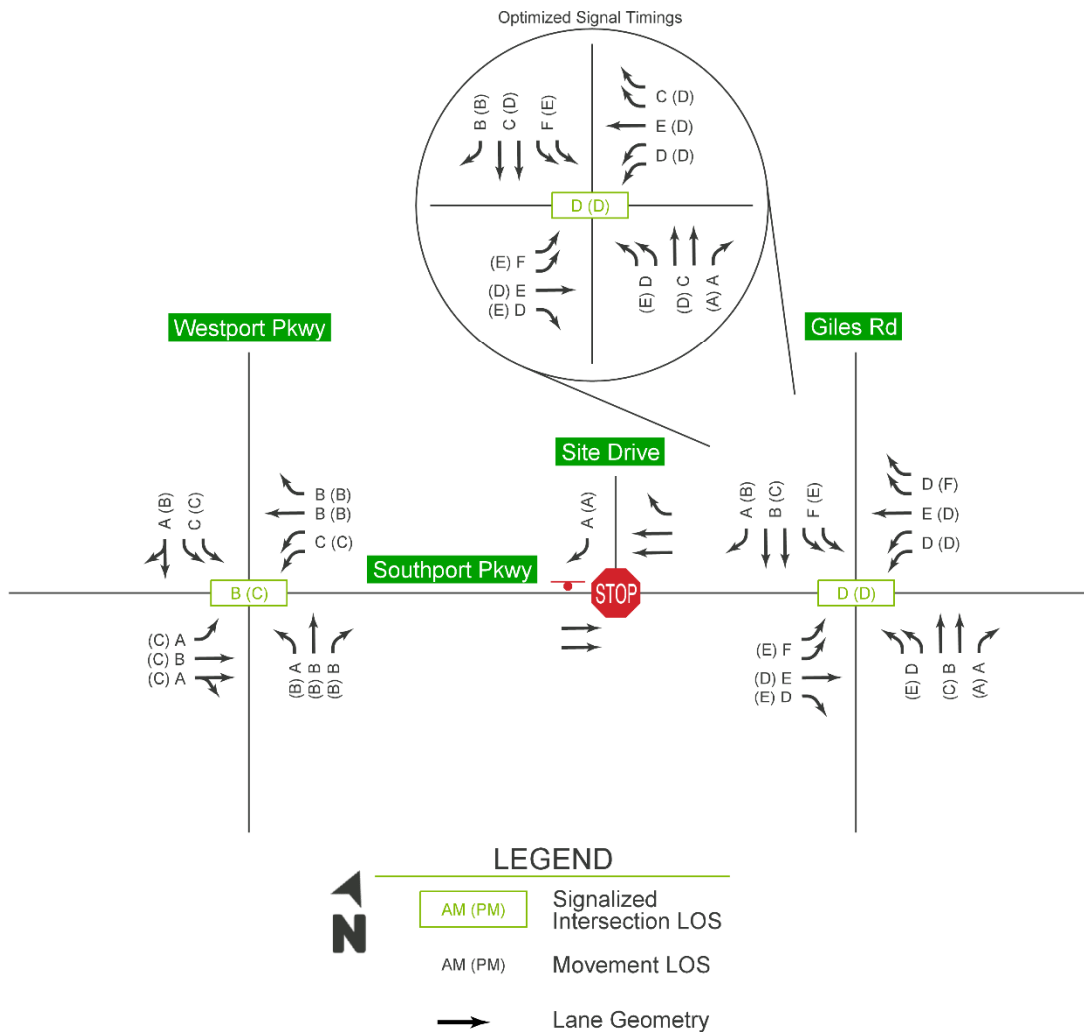 Optimized Signal Timings
B (B)
C (D)
F (E)
C (D)
E (D)
D (D)
D (D)
(E) F
(D) E
(E) D
(E) D
(D) C
(A) A
Westport Pkwy
Giles Rd
Site Drive
A (B)
C (C)
B (B)
B (B)
C (C)
A (A)
A (B)
B (C)
F (E)
D (F)
E (D)
D (D)
Southport Pkwy
B (C)
STOP
D (D)
(C) A
(C) B
(C) A
(B) A
(B) B
(B) B
(E) F
(D) E
(E) D
(E) D
(C) B
(A) A
LEGEND
AM (PM)
Signalized
Intersection LOS
N
AM (PM)
Movement LOS
Lane Geometry